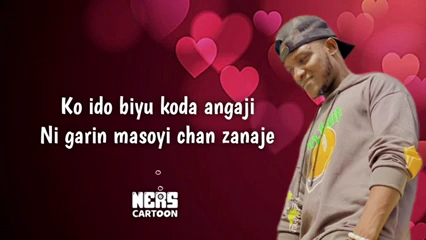 Ko ido biyu koda angaji
Ni garin masoyi chan zanaje
NERS
CARTOON